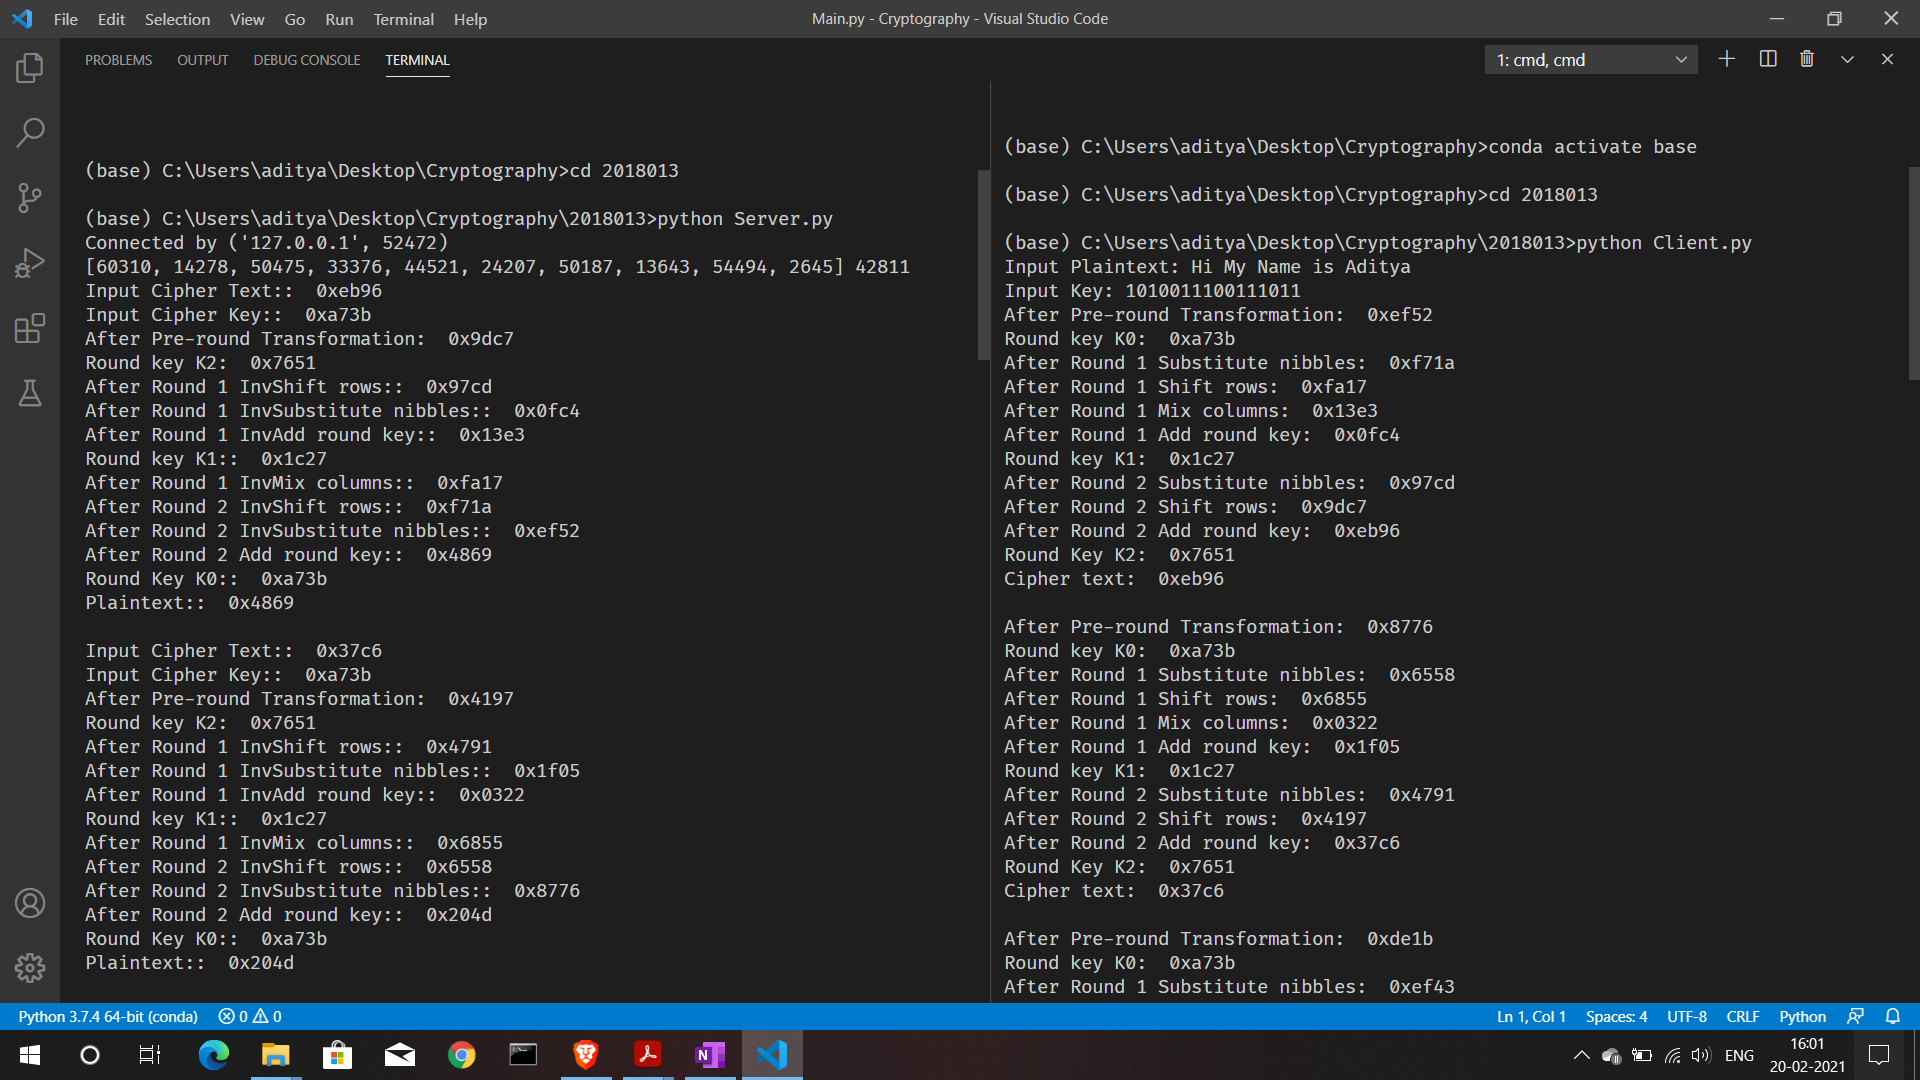 File Edit Selection View Go Run Terminal Help
Main.py - Cryptography - Visual Studio Code
PROBLEMS OUTPUT DEBUG CONSOLE TERMINAL
1: cmd, cmd
(base) C:\Users\aditya\Desktop\Cryptography>cd 2018013
(base) C:\Users\aditya\Desktop\Cryptography\2018013>python Server.py
Connected by ('127.0.0.1', 52472)
[60310, 14278, 50475, 33376, 44521, 24207, 50187, 13643, 54494, 2645] 42811
Input Cipher Text:: 0xeb96
Input Cipher Key:: 0xa73b
After Pre-round Transformation: 0x9dc7
Round key K2: 0x7651
After Round 1 InvShift rows:: 0x97cd
After Round 1 InvSubstitute nibbles:: 0x0fc4
After Round 1 InvAdd round key:: 0x13e3
Round key K1:: 0x1c27
After Round 1 InvMix columns:: 0xfa17
After Round 2 InvShift rows:: 0xf71a
After Round 2 InvSubstitute nibbles:: 0xef52
After Round 2 Add round key:: 0x4869
Round Key K0:: 0xa73b
Plaintext:: 0x4869
Input Cipher Text:: 0x37c6
Input Cipher Key:: 0xa73b
After Pre-round Transformation: 0x4197
Round key K2: 0x7651
After Round 1 InvShift rows:: 0x4791
After Round 1 InvSubstitute nibbles:: 0x1f05
After Round 1 InvAdd round key:: 0x0322
Round key K1:: 0x1c27
After Round 1 InvMix columns:: 0x6855
After Round 2 InvShift rows:: 0x6558
After Round 2 InvSubstitute nibbles:: 0x8776
After Round 2 Add round key:: 0x204d
Round Key K0:: 0xa73b
Plaintext:: 0x204d
(base) C:\Users\aditya\Desktop\Cryptography>conda activate base
(base) C:\Users\aditya\Desktop\Cryptography>cd 2018013
(base) C:\Users\aditya\Desktop\Cryptography\2018013>python Client.py
Input Plaintext: Hi My Name is Aditya
Input Key: 1010011100111011
After Pre-round Transformation: 0xef52
Round key K0: 0xa73b
After Round 1 Substitute nibbles: 0xf71a
After Round 1 Shift rows: 0xfa17
After Round 1 Mix columns: 0x13e3
After Round 1 Add round key: 0x0fc4
Round key K1: 0x1c27
After Round 2 Substitute nibbles: 0x97cd
After Round 2 Shift rows: 0x9dc7
After Round 2 Add round key: 0xeb96
Round Key K2: 0x7651
Cipher text: 0xeb96
After Pre-round Transformation: 0x8776
Round key K0: 0xa73b
After Round 1 Substitute nibbles: 0x6558
After Round 1 Shift rows: 0x6855
After Round 1 Mix columns: 0x0322
After Round 1 Add round key: 0x1f05
Round key K1: 0x1c27
After Round 2 Substitute nibbles: 0x4791
After Round 2 Shift rows: 0x4197
After Round 2 Add round key: 0x37c6
Round Key K2: 0x7651
Cipher text: 0x37c6
After Pre-round Transformation: 0xde1b
Round key K0: 0xa73b
After Round 1 Substitute nibbles: 0xef43
Python 3.7.4 64-bit (conda) 0 0
Ln 1, Col 1 Spaces: 4 UTF-8 CRLF Python
ENG
16:01
20-02-2021